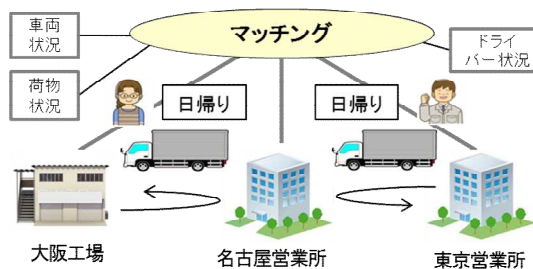 車両
状況
マッチング
ドライ
バー状況
荷物
状況
日帰り
日帰り
大阪工場
名古屋営業所
東京営業所